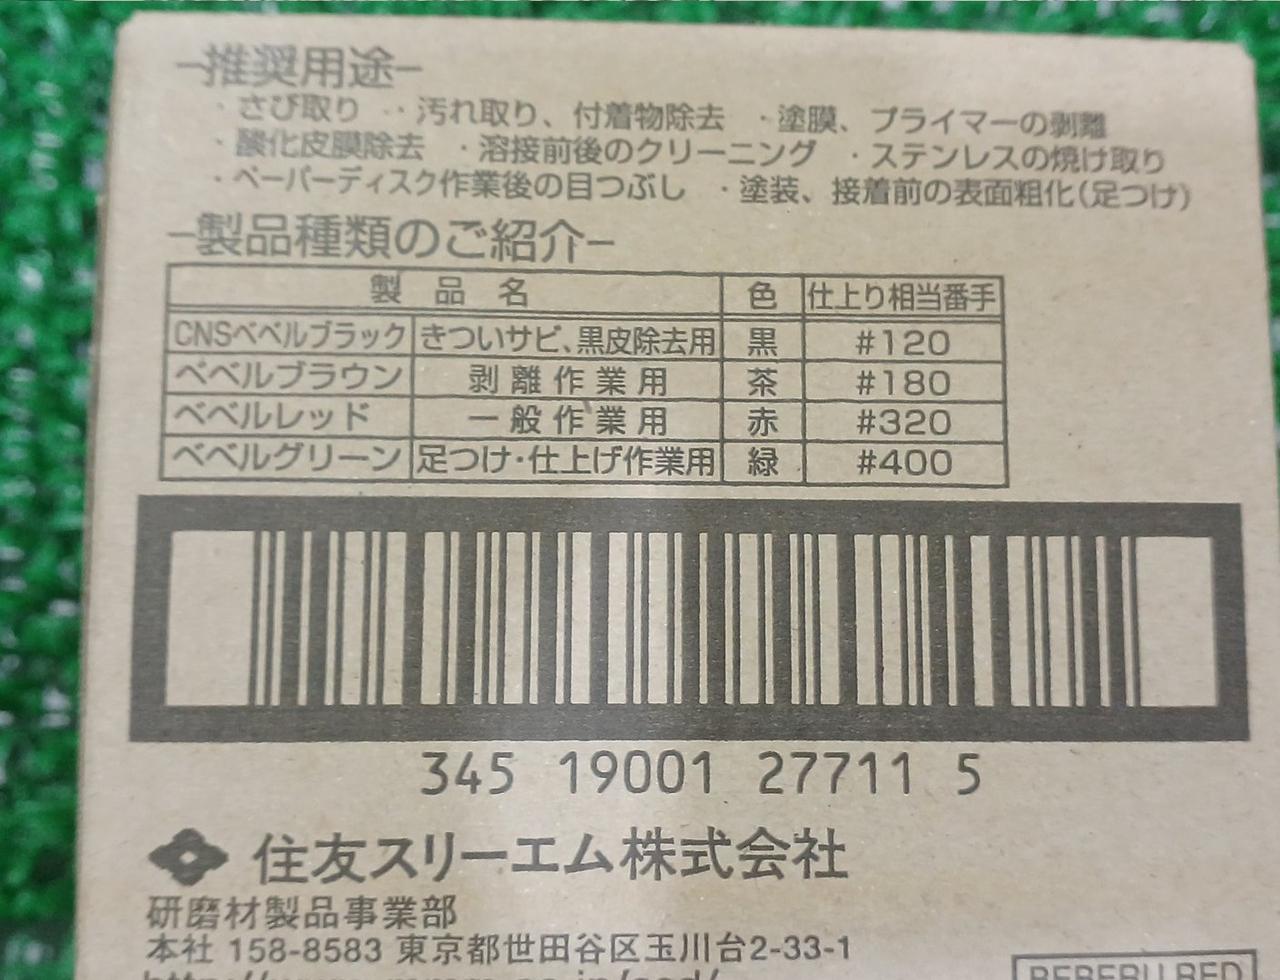 -推奨用途-
・さび取り ・汚れ取り、付着物除去 ・塗膜、プライマーの剥離
・酸化皮膜除去 ・溶接前後のクリーニング ・ステンレスの焼け取り
・ペーパーディスク作業後の目つぶし ・塗装、接着前の表面粗化(足つけ)
-製品種類のご紹介-
製品名 色 仕上り相当番手
CNSベベルブラック きついサビ、黒皮除去用 黒 #120
ベベルブラウン 剥離作業用 茶 #180
ベベルレッド 一般作業用 赤 #320
ベベルグリーン 足つけ・仕上げ作業用 緑 #400
345 19001 27711 5
住友スリーエム株式会社
研磨材製品事業部
本社 158-8583 東京都世田谷区玉川台2-33-1